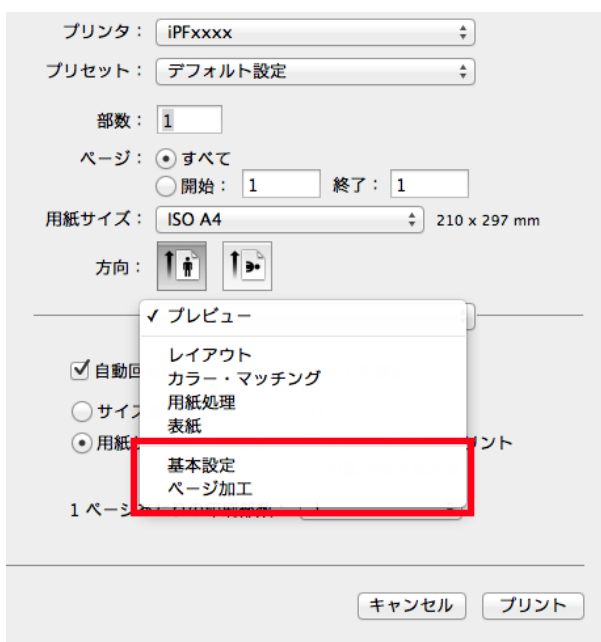 プリンタ： iPFxxxx
プリセット： デフォルト設定
部数： 1
ページ： すべて
開始： 1 終了： 1
用紙サイズ： ISO A4 210 x 297 mm
方向：
✓ プレビュー
レイアウト
自動回
カラー・マッチング
用紙処理
サイズ
表紙
用紙 リント
基本設定
ページ加工
1 ページ
キャンセル プリント